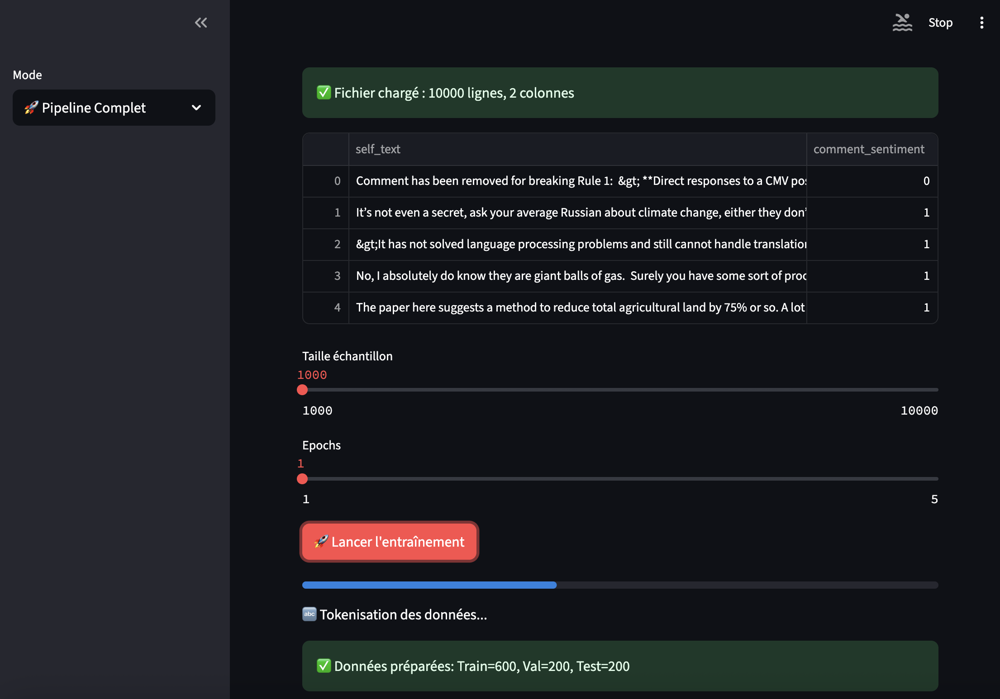 Stop
Mode
🚀 Pipeline Complet
✅ Fichier chargé : 10000 lignes, 2 colonnes
self_text comment_sentiment
0 Comment has been removed for breaking Rule 1:  &gt; **Direct responses to a CMV pos 0
1 It’s not even a secret, ask your average Russian about climate change, either they don’ 1
2 &gt;It has not solved language processing problems and still cannot handle translation 1
3 No, I absolutely do know they are giant balls of gas.  Surely you have some sort of proo 1
4 The paper here suggests a method to reduce total agricultural land by 75% or so. A lot 1
Taille échantillon
1000
1000 10000
Epochs
1
1 5
🚀 Lancer l'entraînement
abc Tokenisation des données...
✅ Données préparées: Train=600, Val=200, Test=200